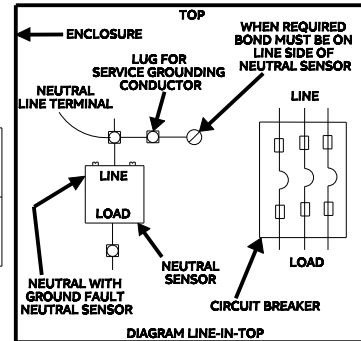 TOP
ENCLOSURE
WHEN REQUIRED
BOND MUST BE ON
LINE SIDE OF
NEUTRAL SENSOR
LUG FOR
SERVICE GROUNDING
CONDUCTOR
NEUTRAL
LINE TERMINAL
LINE
LINE
LOAD
LOAD
NEUTRAL
SENSOR
NEUTRAL WITH
GROUND FAULT
NEUTRAL SENSOR
CIRCUIT BREAKER
DIAGRAM LINE-IN-TOP